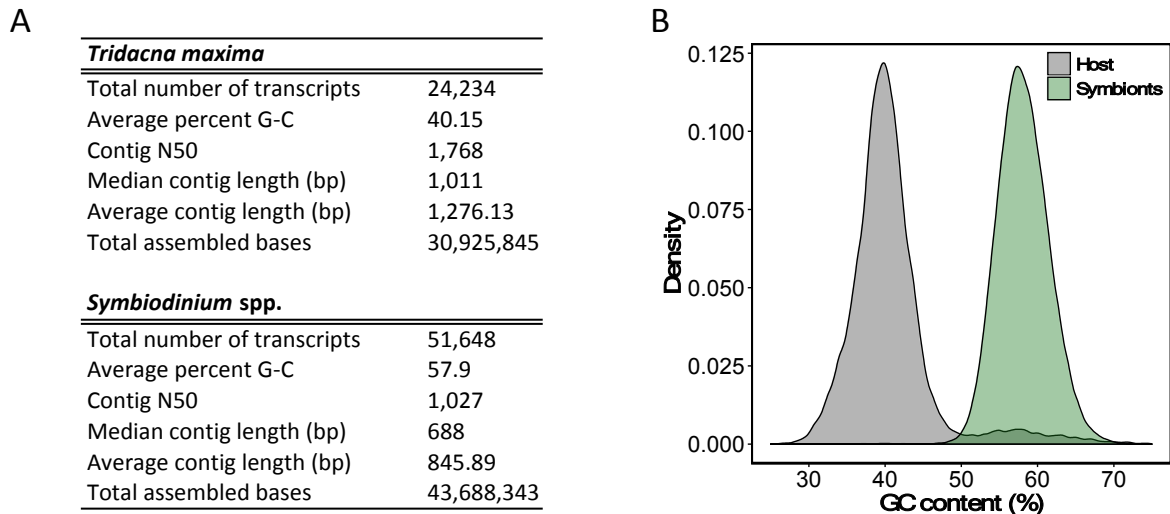 A
Tridacna maxima
Total number of transcripts 24,234
Average percent G-C 40.15
Contig N50 1,768
Median contig length (bp) 1,011
Average contig length (bp) 1,276.13
Total assembled bases 30,925,845
Symbiodinium spp.
Total number of transcripts 51,648
Average percent G-C 57.9
Contig N50 1,027
Median contig length (bp) 688
Average contig length (bp) 845.89
Total assembled bases 43,688,343
B
Host
Symbionts
Density
0.125
0.100
0.075
0.050
0.025
0.000
30 40 50 60 70
GC content (%)